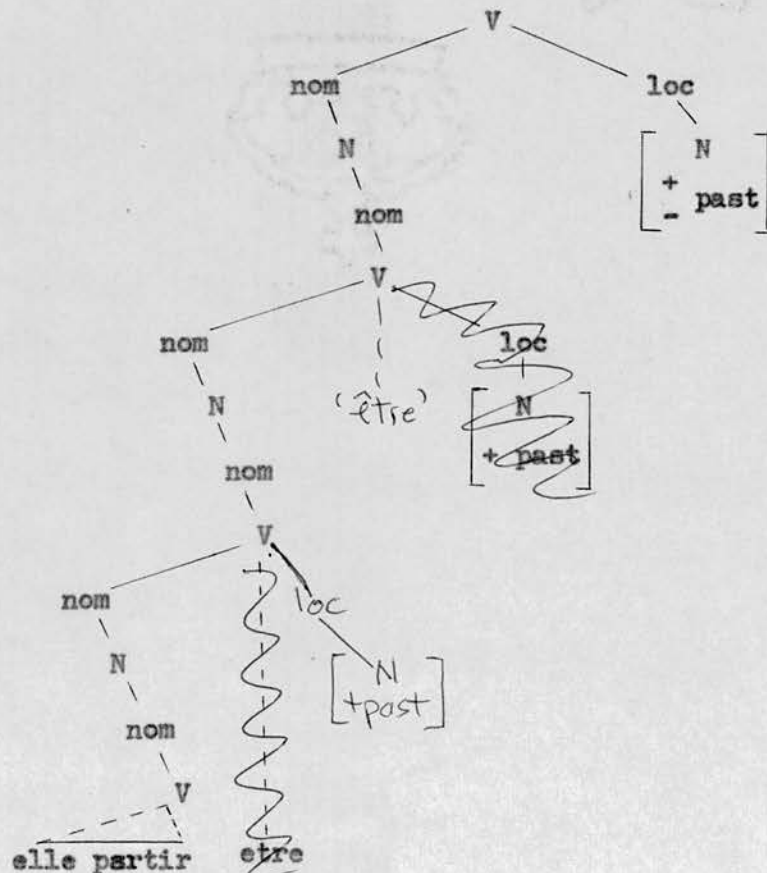 V
nom loc
N N
+
- past
nom
V
nom loc
N (être) N
+ past
nom
V
nom loc
N N
+past
nom
V
elle partir etre